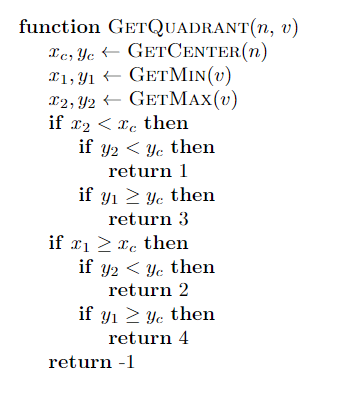 function GETQUADRANT(n, v)
x_c, y_c ← GETCENTER(n)
x_1, y_1 ← GETMIN(v)
x_2, y_2 ← GETMAX(v)
if x_2 < x_c then
if y_2 < y_c then
return 1
if y_1 ≥ y_c then
return 3
if x_1 ≥ x_c then
if y_2 < y_c then
return 2
if y_1 ≥ y_c then
return 4
return -1